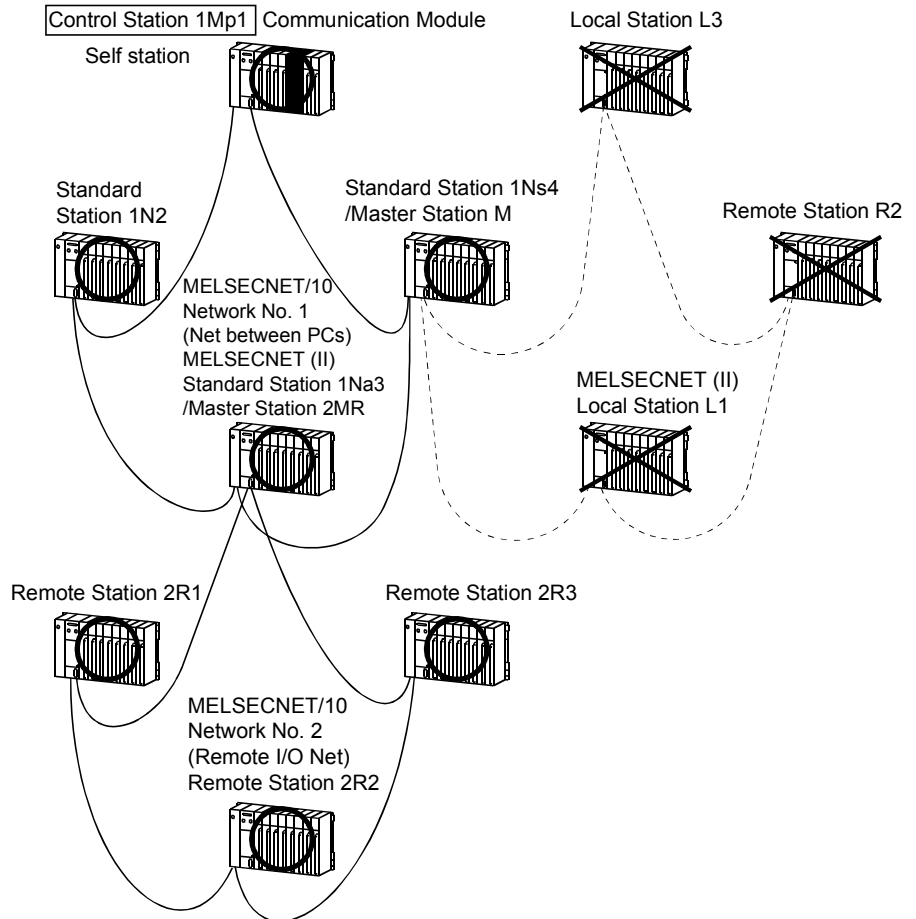 Control Station 1Mp1 Communication Module
Self station
Local Station L3
Standard
Station 1N2
Standard Station 1Ns4
/Master Station M
Remote Station R2
MELSECNET/10
Network No. 1
(Net between PCs)
MELSECNET (II)
Standard Station 1Na3
/Master Station 2MR
MELSECNET (II)
Local Station L1
Remote Station 2R1
Remote Station 2R3
MELSECNET/10
Network No. 2
(Remote I/O Net)
Remote Station 2R2